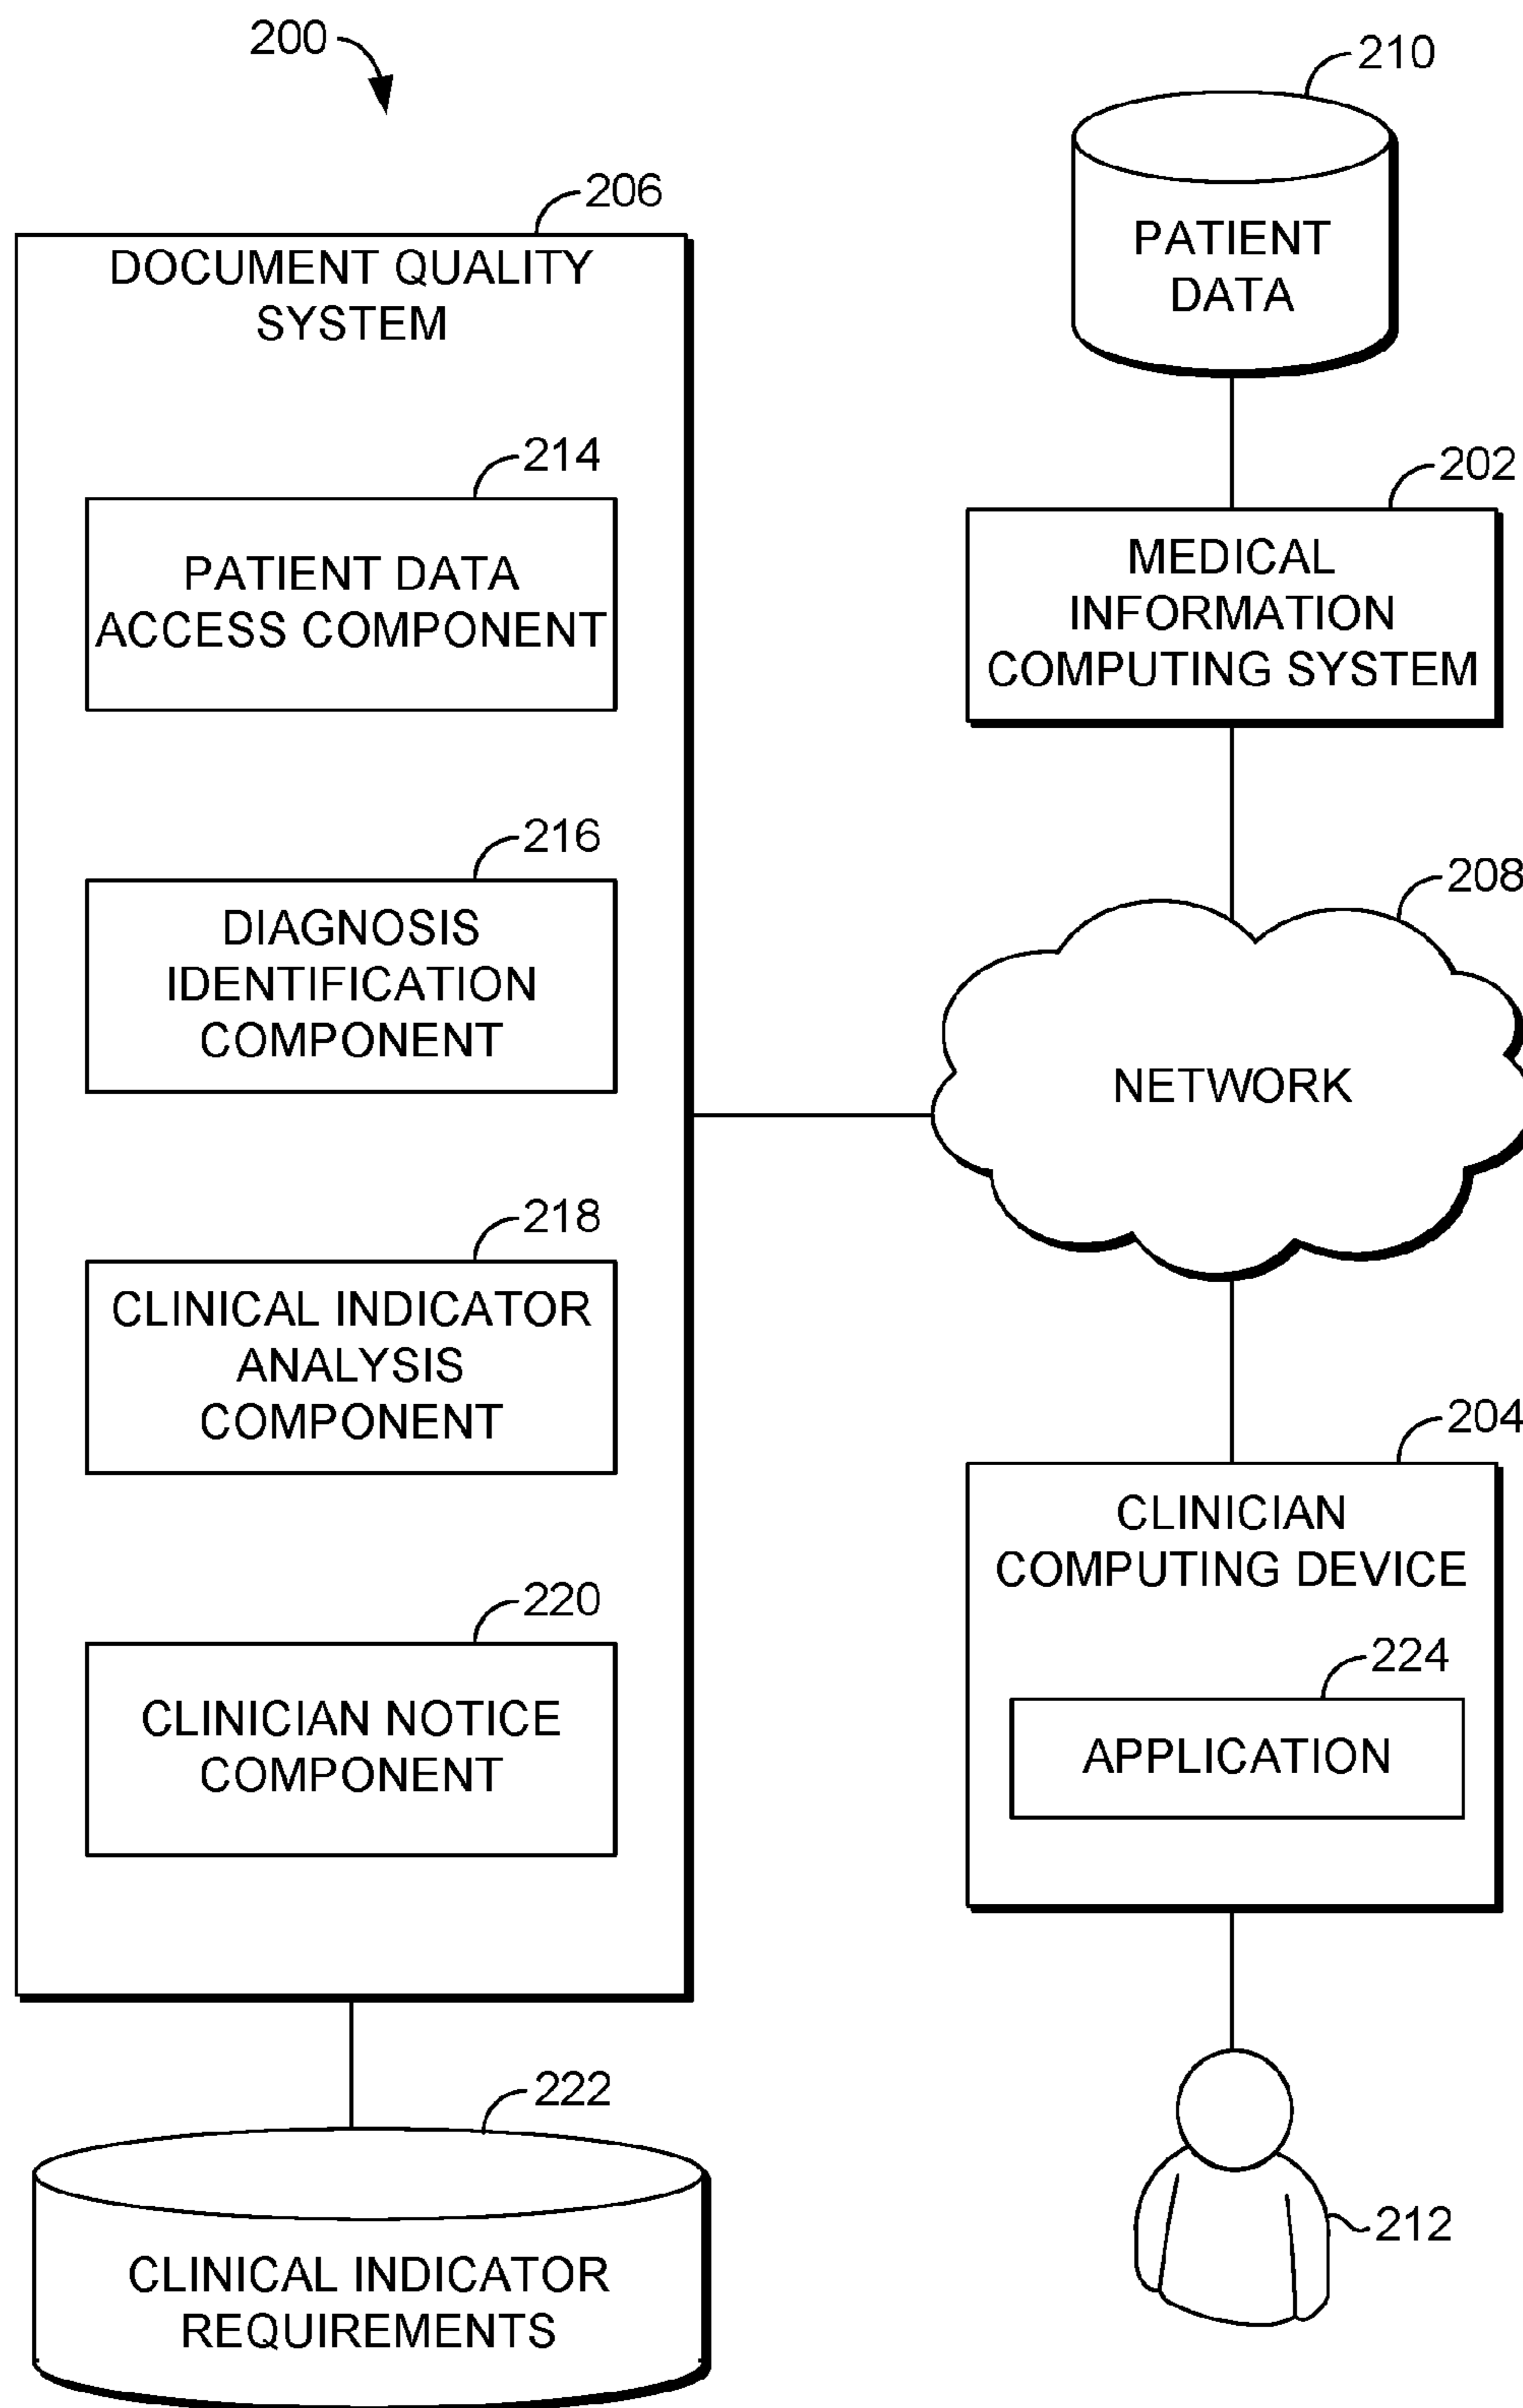 200
206
DOCUMENT QUALITY
SYSTEM
214
PATIENT DATA
ACCESS COMPONENT
216
DIAGNOSIS
IDENTIFICATION
COMPONENT
218
CLINICAL INDICATOR
ANALYSIS
COMPONENT
220
CLINICIAN NOTICE
COMPONENT
222
CLINICAL INDICATOR
REQUIREMENTS
210
PATIENT
DATA
202
MEDICAL
INFORMATION
COMPUTING SYSTEM
208
NETWORK
204
CLINICIAN
COMPUTING DEVICE
224
APPLICATION
212